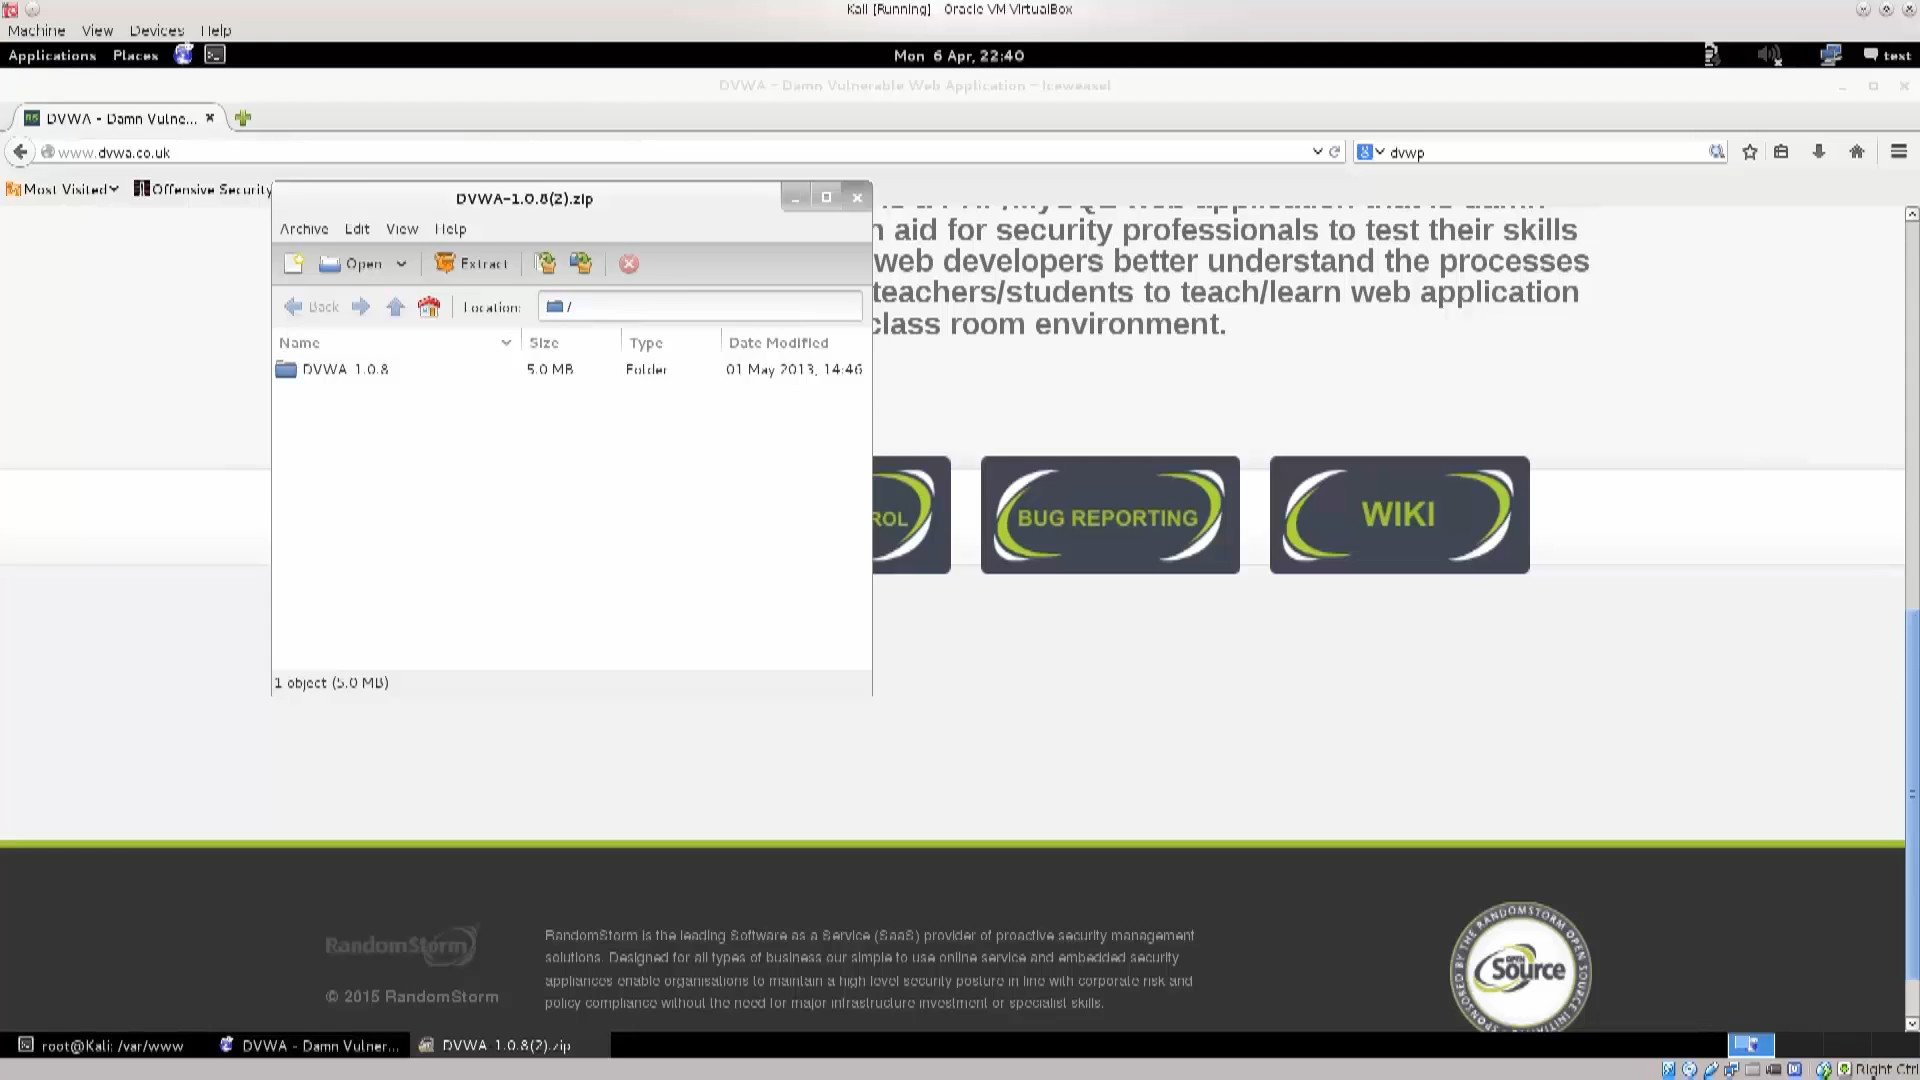 Kali [Running] Oracle VM VirtualBox
Machine View Devices Help
Applications Places Mon 6 Apr, 22:40 text
DVWA - Damn Vulnerable Web Application - Iceweasel
DVWA - Damn Vulne...
www.dvwa.co.uk
dvwp
Most Visited Offensive Security
DVWA-1.0.8(2).zip
Archive Edit View Help
Open Extract
Back Location: /
Name Size Type Date Modified
DVWA 1.0.8 5.0 MB Folder 01 May 2013, 14:46
1 object (5.0 MB)
aid for security professionals to test their skills
web developers better understand the processes
teachers/students to teach/learn web application
class room environment.
ROL
BUG REPORTING
WIKI
RandomStorm
© 2015 RandomStorm
RandomStorm is the leading Software as a Service (SaaS) provider of proactive security management
solutions. Designed for all types of business our simple to use online service and embedded security
appliances enable organisations to maintain a high level security posture in line with corporate risk and
policy compliance without the need for major infrastructure investment or specialist skills.
SPONSORED BY THE RANDOMSTORM OPEN SOURCE INITIATIVE
OPEN Source
root@Kali: /var/www DVWA - Damn Vulner... DVWA 1.0.8(2).zip
Right Ctrl